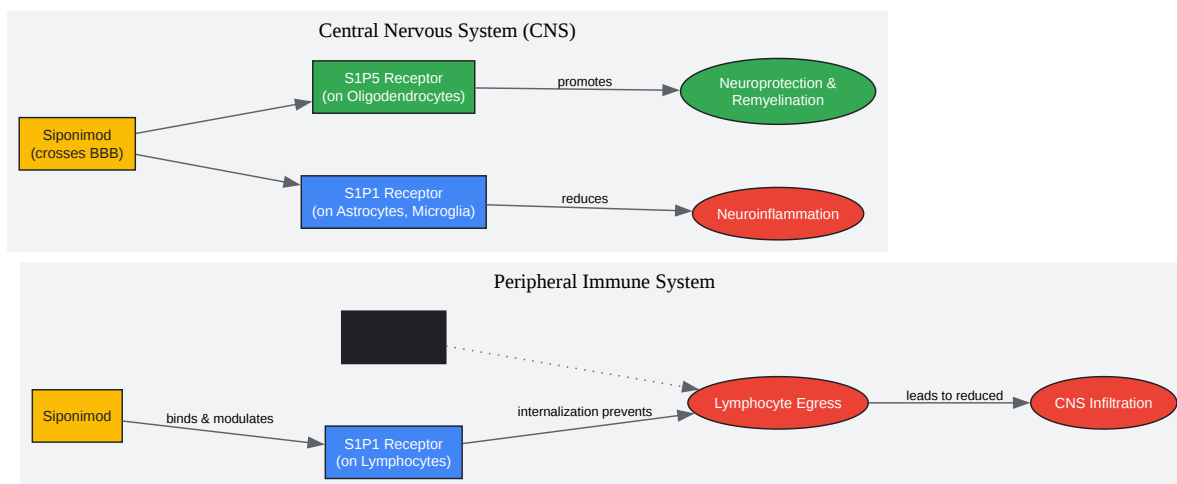 Central Nervous System (CNS)
S1P5 Receptor
(on Oligodendrocytes)
promotes
Neuroprotection &
Remyelination
Siponimod
(crosses BBB)
S1P1 Receptor
(on Astrocytes, Microglia)
reduces
Neuroinflammation
Peripheral Immune System
Siponimod
binds & modulates
S1P1 Receptor
(on Lymphocytes)
internalization prevents
Lymphocyte Egress
leads to reduced
CNS Infiltration